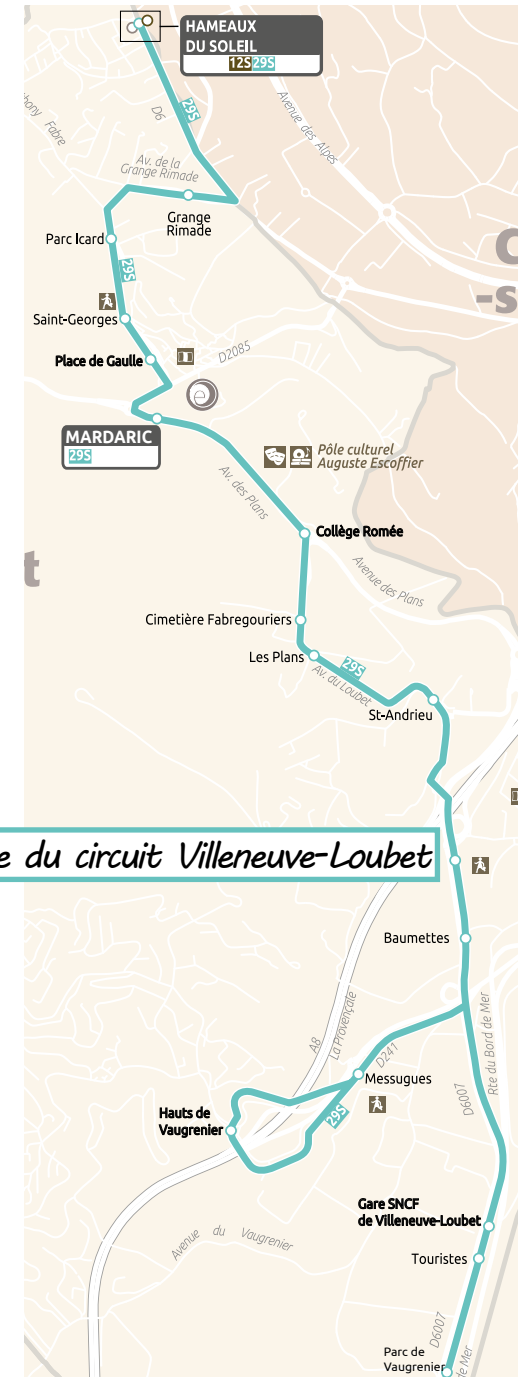 HAMEAUX
DU SOLEIL
12S 29S
29S
D6
Avenue des Alpes
Fabre
Av. de la
Grange Rimade
Grange
Rimade
C
-s
Parc Icard
29S
Saint-Georges
D2085
Place de Gaulle
e
MARDARIC
29S
Pôle culturel
Auguste Escoffier
Av. des Plans
Collège Romée
t
Avenue des Plans
Cimetière Fabregouriers
Les Plans
29S
Av. du Loubet
St-Andrieu
e du circuit Villeneuve-Loubet
Baumettes
A8
La Provençale
D241
Rte du Bord de Mer
D6007
Messugues
29S
Hauts de
Vaugrenier
Gare SNCF
de Villeneuve-Loubet
Avenue du Vaugrenier
Touristes
D6007
Parc de
Vaugrenier
de Mer